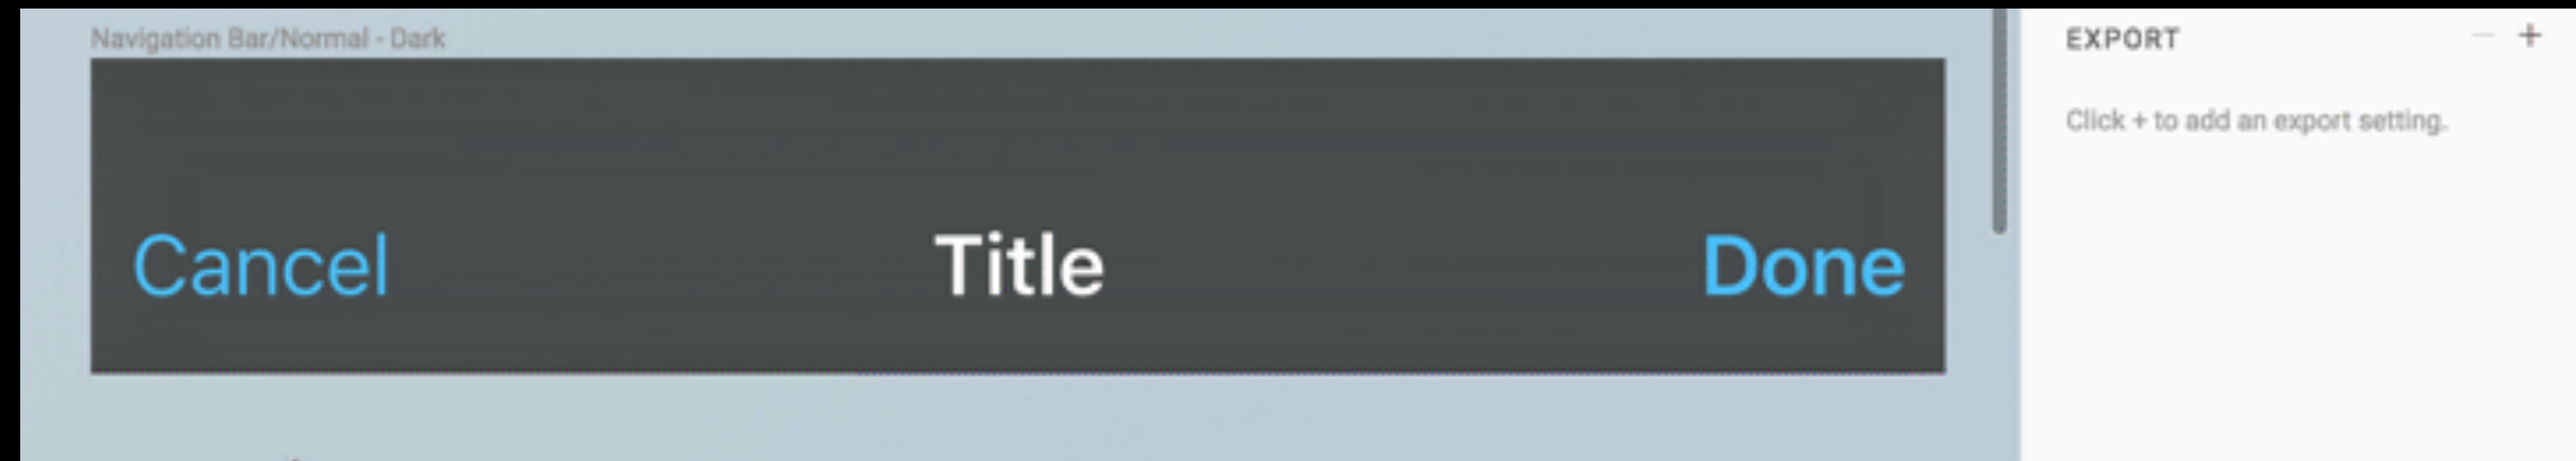 Navigation Bar/Normal - Dark
Cancel Title Done
EXPORT − +
Click + to add an export setting.